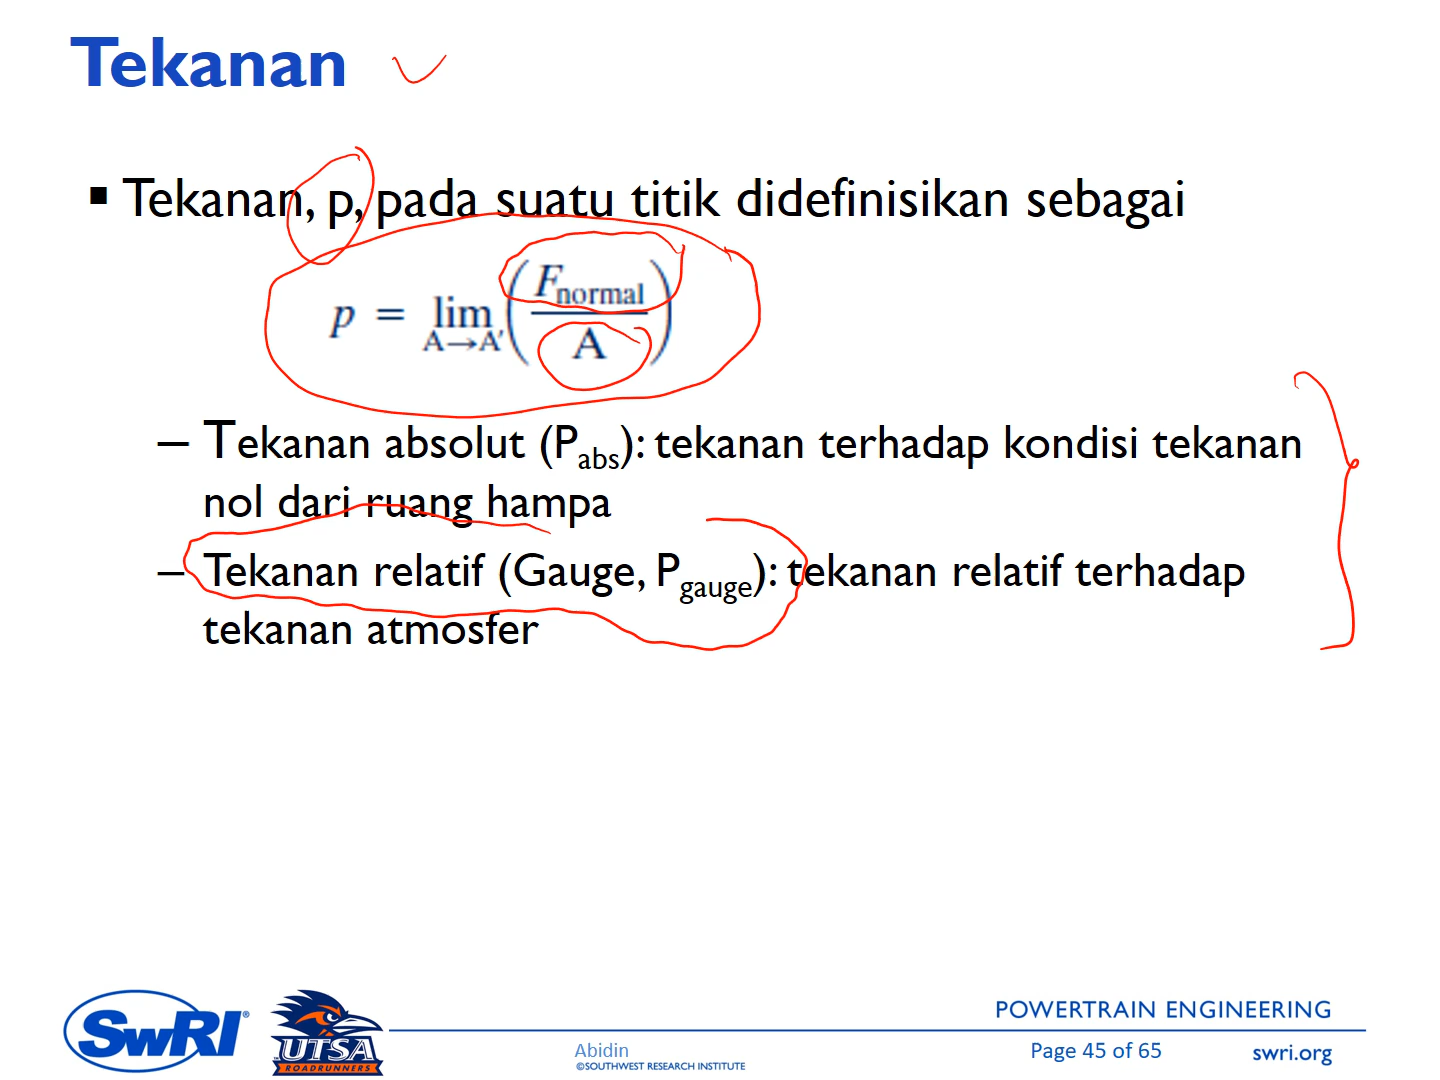 Tekanan
▪ Tekanan, p, pada suatu titik didefinisikan sebagai
p = lim A→A' (F normal / A)
– Tekanan absolut (Pabs): tekanan terhadap kondisi tekanan
nol dari ruang hampa
– Tekanan relatif (Gauge, Pgauge): tekanan relatif terhadap
tekanan atmosfer
SwRI®
UTSA
ROADRUNNERS
Abidin
©SOUTHWEST RESEARCH INSTITUTE
POWERTRAIN ENGINEERING
Page 45 of 65
swri.org